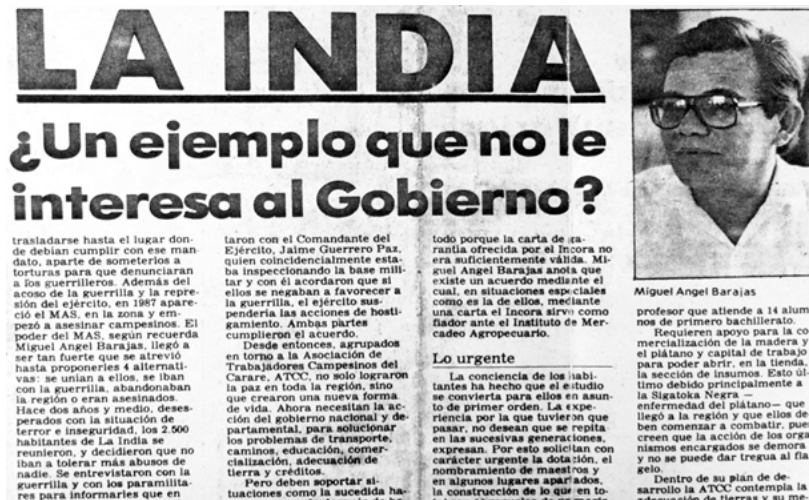 LA INDIA
¿Un ejemplo que no le
interesa al Gobierno?
trasladarse hasta el lugar don-
de debían cumplir con ese man-
dato, aparte de someterlos a
torturas para que denunciaran
a los guerrilleros. Además del
acoso de la guerrilla y la repre-
sión del ejército, en 1987 apare-
ció el MAS, en la zona y em-
pezó a asesinar campesinos. El
poder del MAS, según recuerda
Miguel Angel Barajas, llegó a
ser tan fuerte que se atrevió
hasta proponerles 4 alternati-
vas: se unían a ellos, se iban
con la guerrilla, abandonaban
la región o eran asesinados.
Hace dos años y medio, deses-
perados con la situación de
terror e inseguridad, los 2.500
habitantes de La India se
reunieron, y decidieron que no
iban a tolerar más abusos de
nadie. Se entrevistaron con la
guerrilla y con los paramilita-
res para informarles que en
taron con el Comandante del
Ejército, Jaime Guerrero Paz,
quien coincidencialmente esta-
ba inspeccionando la base mili-
tar y con él acordaron que si
ellos se negaban a favorecer a
la guerrilla, el ejército sus-
pendería las acciones de hosti-
gamiento. Ambas partes
cumplieron el acuerdo.
Desde entonces, agrupados
en torno a la Asociación de
Trabajadores Campesinos del
Carare, ATCC, no solo lograron
la paz en toda la región, sino
que crearon una nueva forma
de vida. Ahora necesitan la ac-
ción del gobierno nacional y de-
partamental, para solucionar
los problemas de transporte,
caminos, educación, comer-
cialización, adecuación de
tierra y créditos.
Pero deben soportar si-
tuaciones como la sucedida ha-
todo porque la carta de ga-
rantía ofrecida por el Incora no
era suficientemente válida. Mi-
guel Angel Barajas anota que
existe un acuerdo mediante el
cual, en situaciones especiales
como es la de ellos, mediante
una carta el Incora sirve como
fiador ante el Instituto de Mer-
cadeo Agropecuario.
Lo urgente
La conciencia de los habi-
tantes ha hecho que el estudio
se convierta para ellos en asun-
to de primer orden. La expe-
riencia por la que tuvieron que
pasar, no desean que se repita
en las sucesivas generaciones,
expresan. Por esto solicitan con
carácter urgente la dotación, el
nombramiento de maestros y
en algunos lugares apartados,
la construcción de lo que en to-
Miguel Angel Barajas
profesor que atiende a 14 alum
nos de primero bachillerato.
Requieren apoyo para la co
mercialización de la madera y
el plátano y capital de trabajo
para poder abrir, en la tienda,
la sección de insumos. Esto úl
timo debido principalmente a
la Sigatoka Negra —
enfermedad del plátano— que
llegó a la región y que ellos de
ben comenzar a combatir, pues
creen que la acción de los orga
nismos encargados se demora
y no se puede dar tregua al fla
gelo.
Dentro de su plan de de-
sarrollo la ATCC contempla la
adecuación de tierras y su